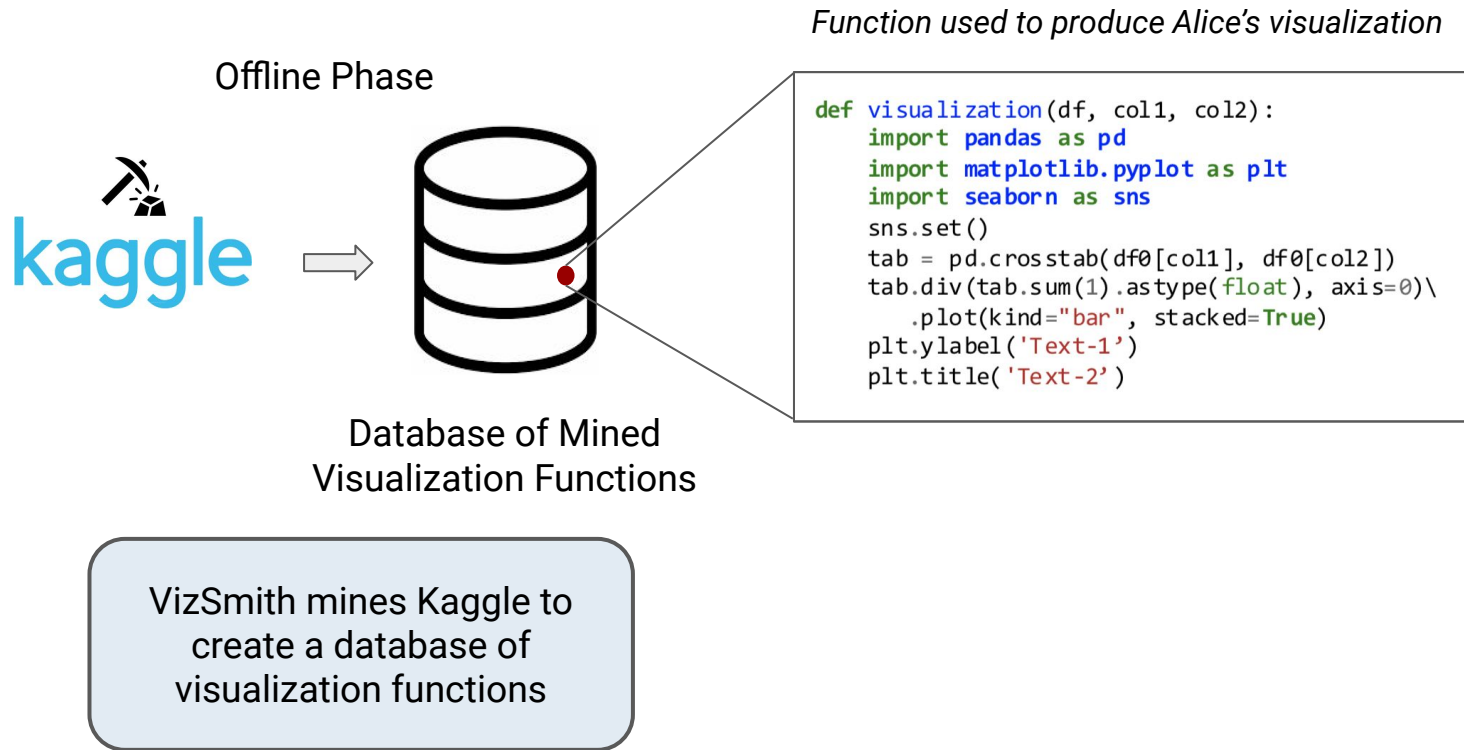 Function used to produce Alice's visualization
Offline Phase
kaggle
def visualization(df, col1, col2):
    import pandas as pd
    import matplotlib.pyplot as plt
    import seaborn as sns
    sns.set()
    tab = pd.crosstab(df0[col1], df0[col2])
    tab.div(tab.sum(1).astype(float), axis=0)\
       .plot(kind="bar", stacked=True)
    plt.ylabel('Text-1’)
    plt.title('Text-2’)
Database of Mined
Visualization Functions
VizSmith mines Kaggle to
create a database of
visualization functions